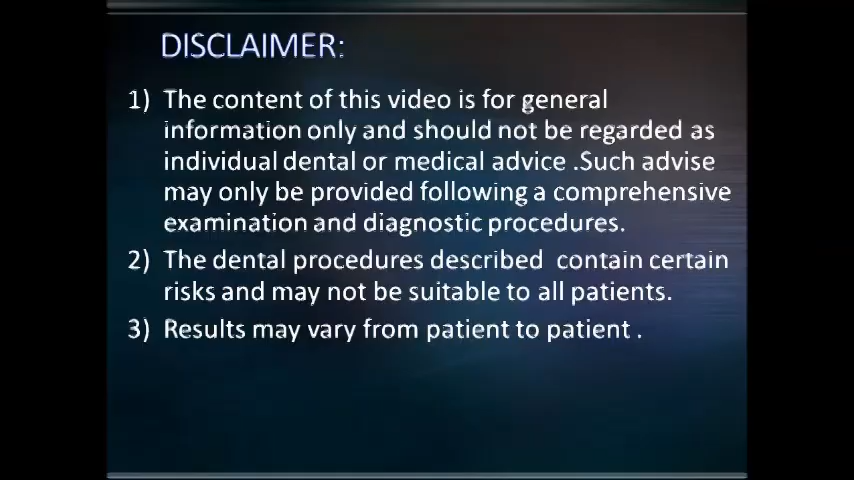 DISCLAIMER:
1) The content of this video is for general
information only and should not be regarded as
individual dental or medical advice .Such advise
may only be provided following a comprehensive
examination and diagnostic procedures.
2) The dental procedures described contain certain
risks and may not be suitable to all patients.
3) Results may vary from patient to patient .